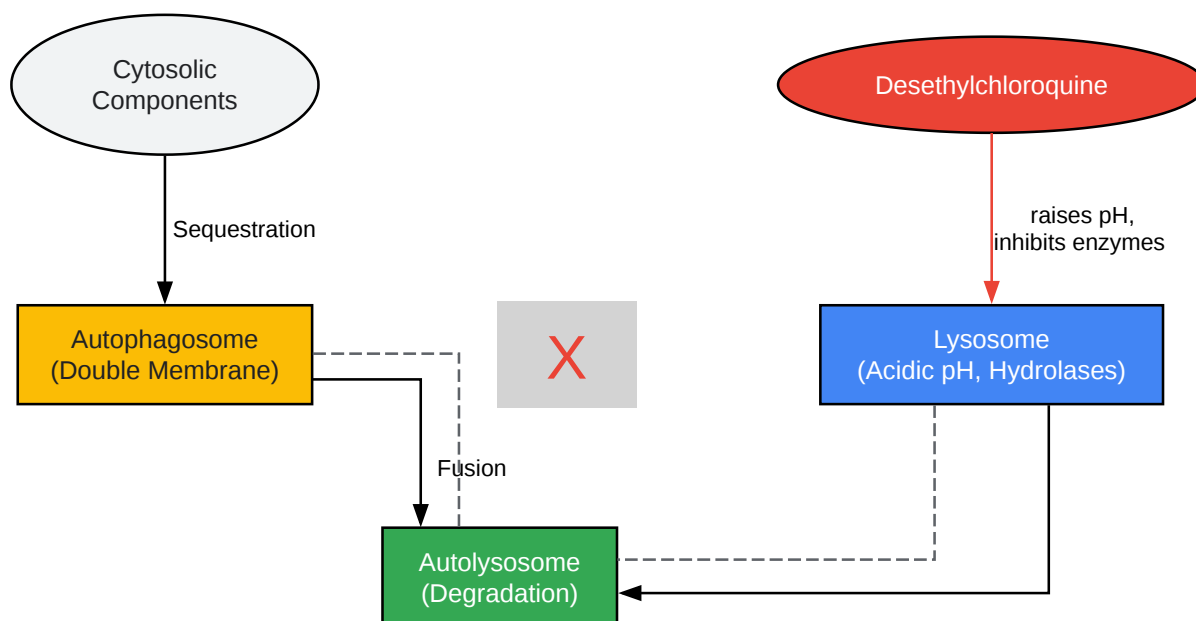 Cytosolic
Components
Desethylchloroquine
Sequestration
raises pH,
inhibits enzymes
Autophagosome
(Double Membrane)
X
Lysosome
(Acidic pH, Hydrolases)
Fusion
Autolysosome
(Degradation)